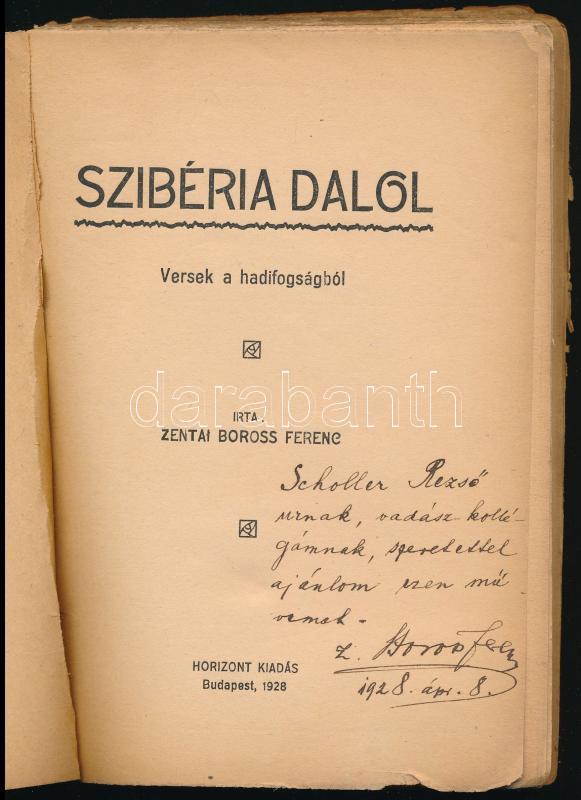 SZIBÉRIA DALOL
Versek a hadifogságból
darabanth
IRTA:
ZENTAI BOROSS FERENC
Scholler Rezső
urnak, vadász-kollé-
gámnak, szeretettel
ajánlom ezen mű
vemet.
Z. Boross Feren
1928. ápr. 8.
HORIZONT KIADÁS
Budapest, 1928